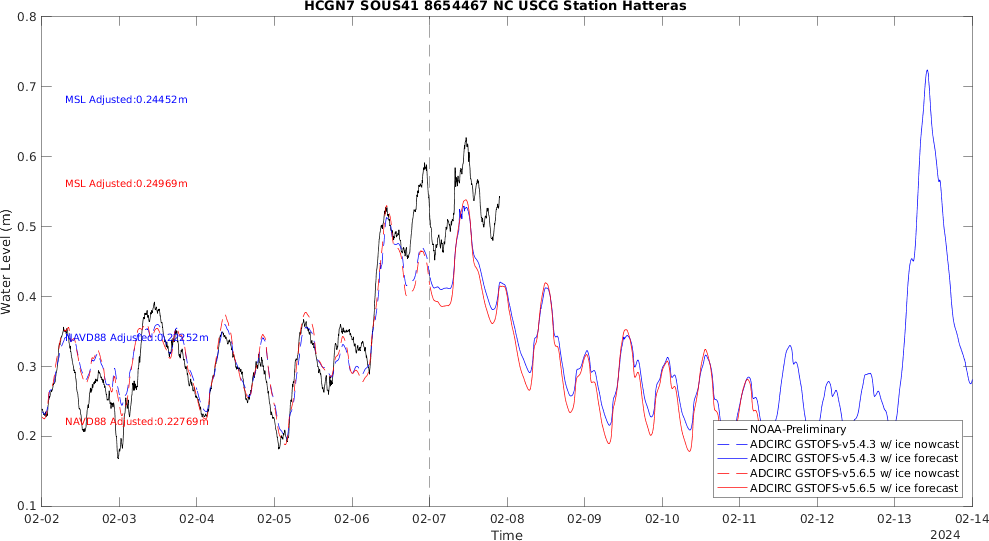 HCGN7 SOUS41 8654467 NC USCG Station Hatteras
0.8
0.7
0.6
0.5
0.4
0.3
0.2
0.1
Water Level (m)
MSL Adjusted:0.24452m
MSL Adjusted:0.24969m
NAVD88 Adjusted:0.22252m
NAVD88 Adjusted:0.22769m
NOAA-Preliminary
ADCIRC GSTOFS-v5.4.3 w/ ice nowcast
ADCIRC GSTOFS-v5.4.3 w/ ice forecast
ADCIRC GSTOFS-v5.6.5 w/ ice nowcast
ADCIRC GSTOFS-v5.6.5 w/ ice forecast
02-02 02-03 02-04 02-05 02-06 02-07 02-08 02-09 02-10 02-11 02-12 02-13 02-14
Time
2024